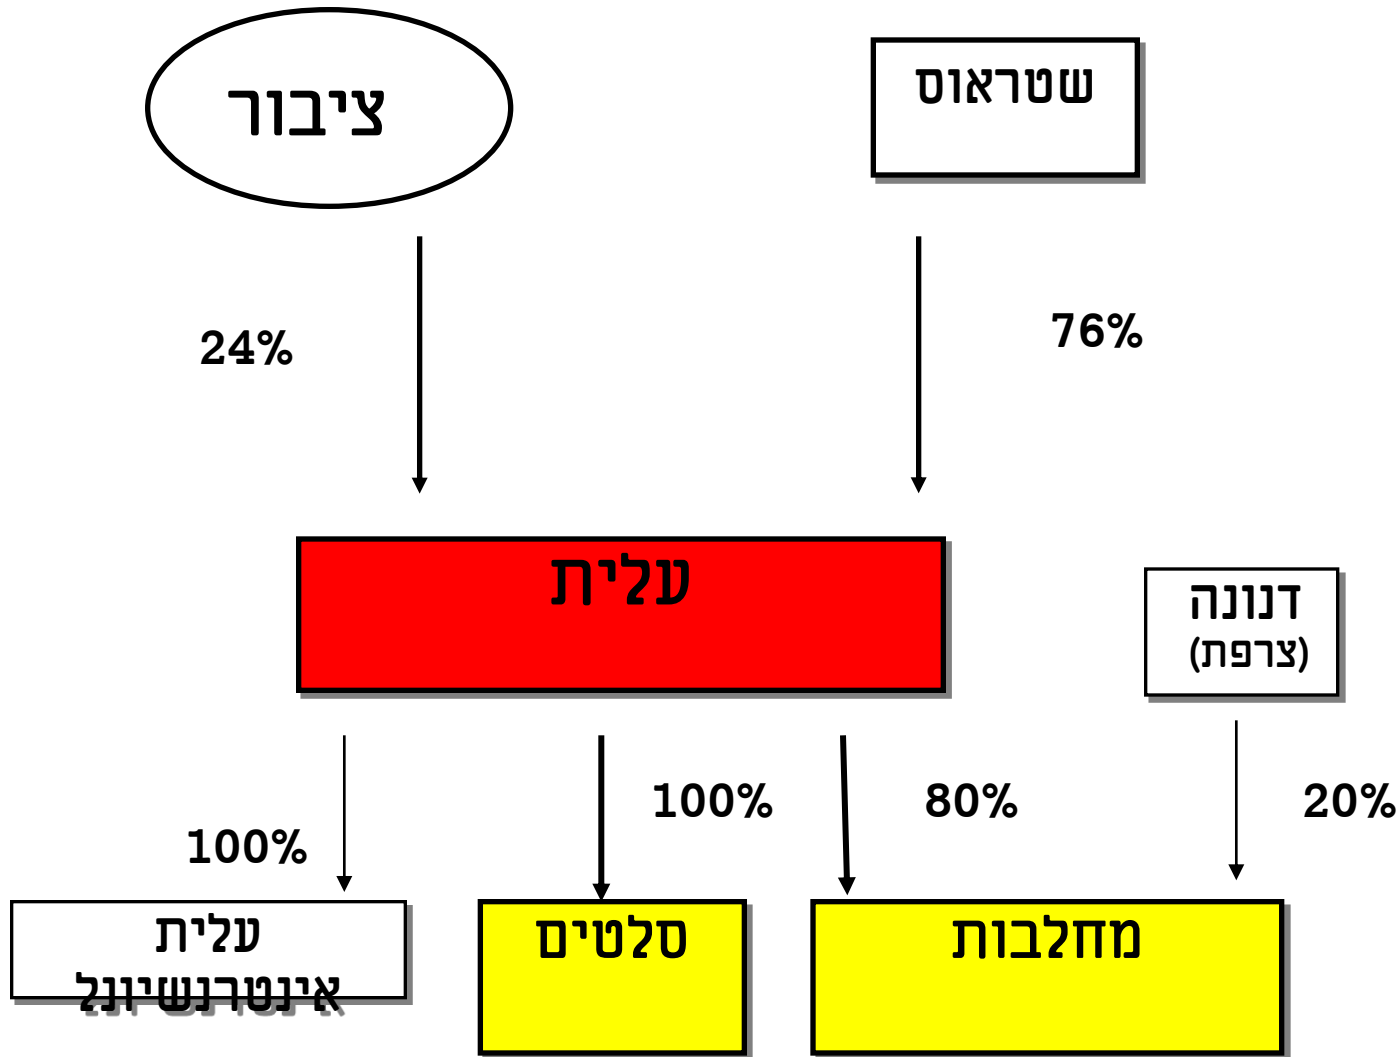 שטראוס
ציבור
76%
24%
עלית
דנונה
(צרפת)
100%
100%
80%
20%
עלית
אינטרנשיונל
סלטים
מחלבות